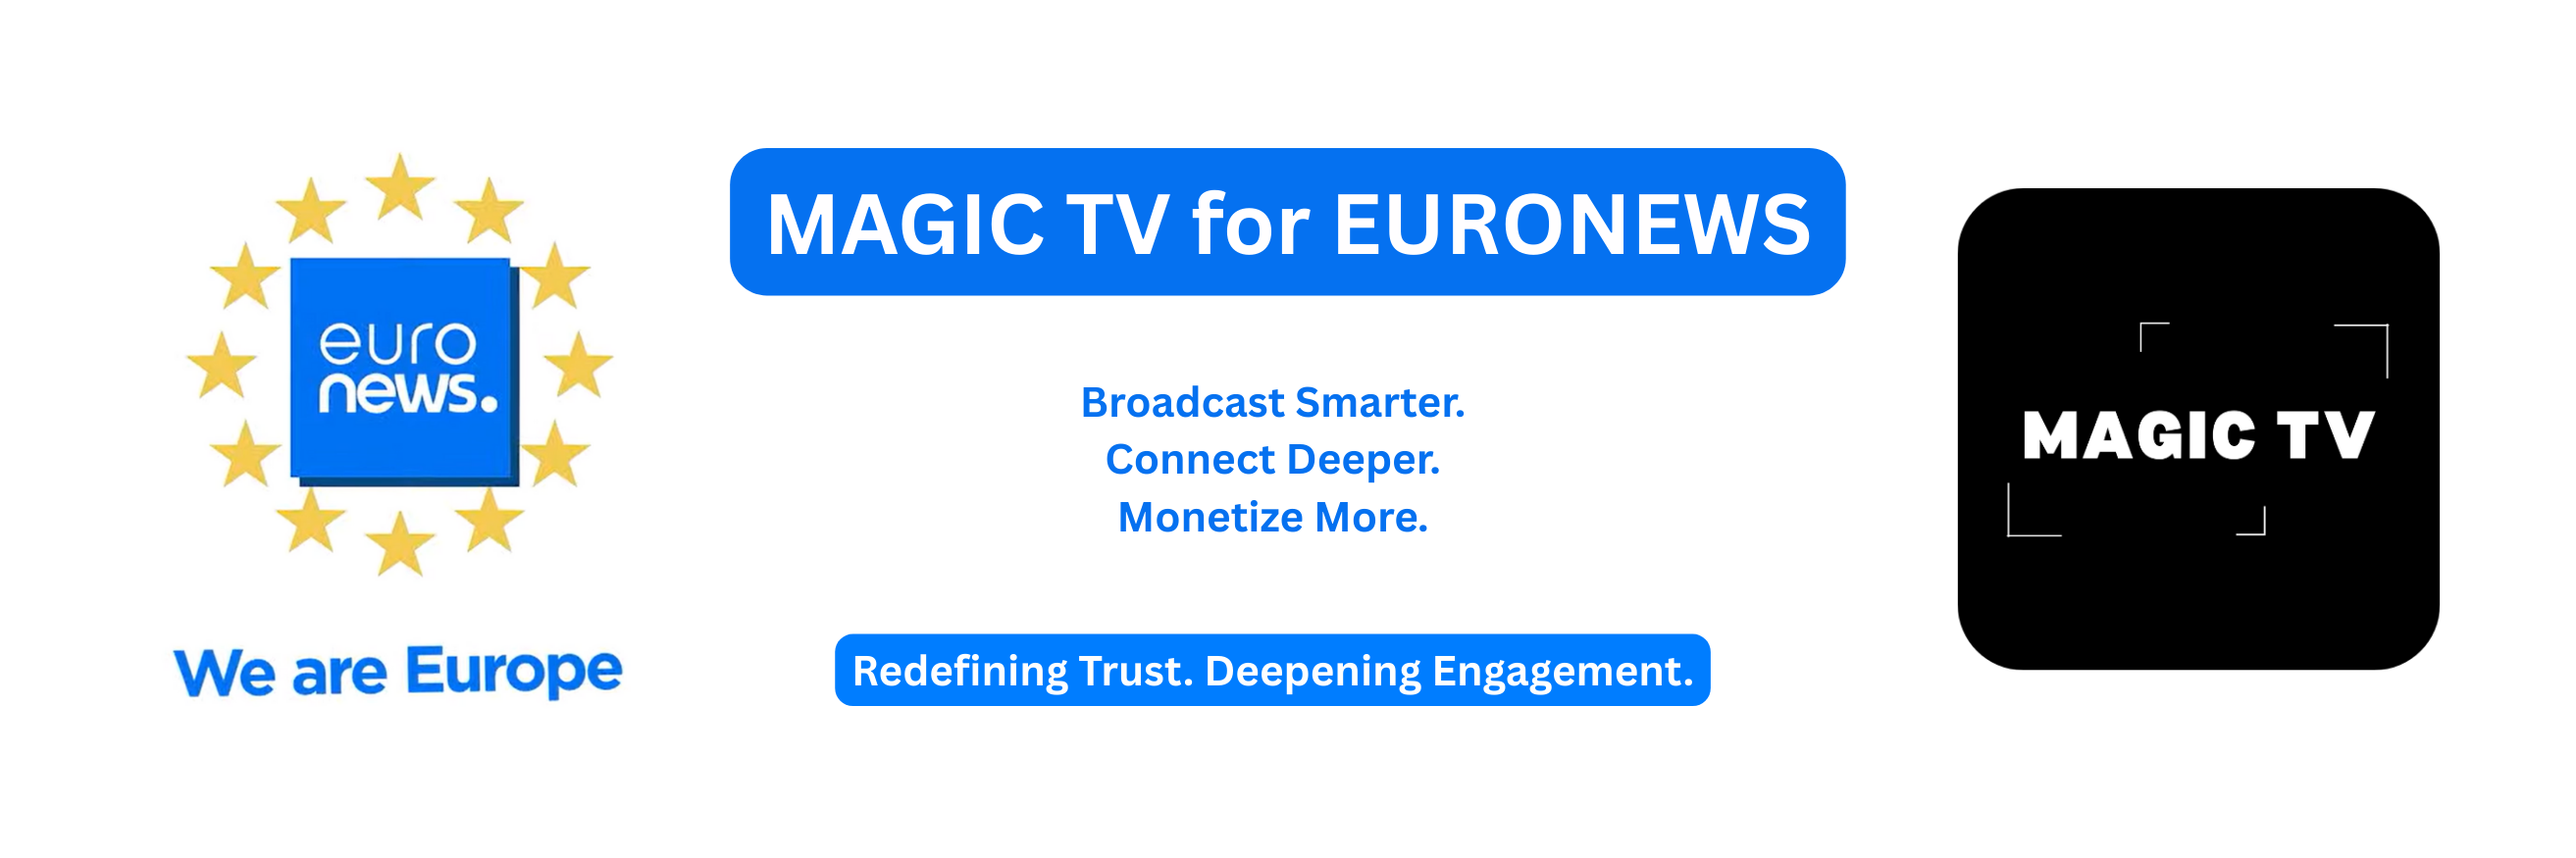 euro
news.
We are Europe
MAGIC TV for EURONEWS
Broadcast Smarter.
Connect Deeper.
Monetize More.
Redefining Trust. Deepening Engagement.
MAGIC TV